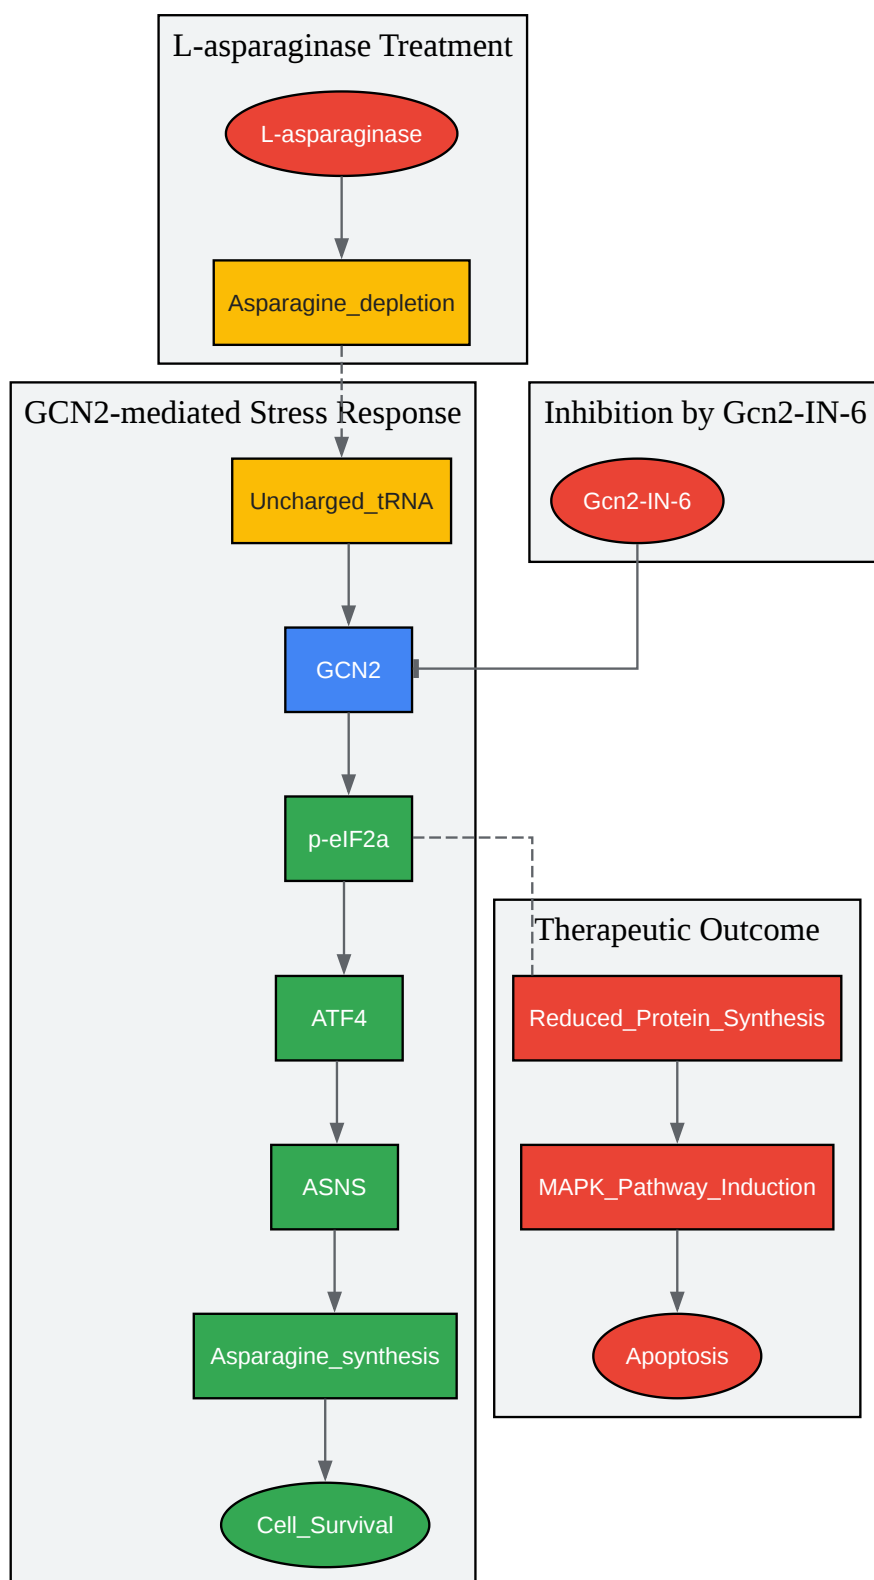 L-asparaginase Treatment
L-asparaginase
Asparagine_depletion
GCN2-mediated Stress Response
Uncharged_tRNA
GCN2
p-eIF2a
ATF4
ASNS
Asparagine_synthesis
Cell_Survival
Inhibition by Gcn2-IN-6
Gcn2-IN-6
Therapeutic Outcome
Reduced_Protein_Synthesis
MAPK_Pathway_Induction
Apoptosis